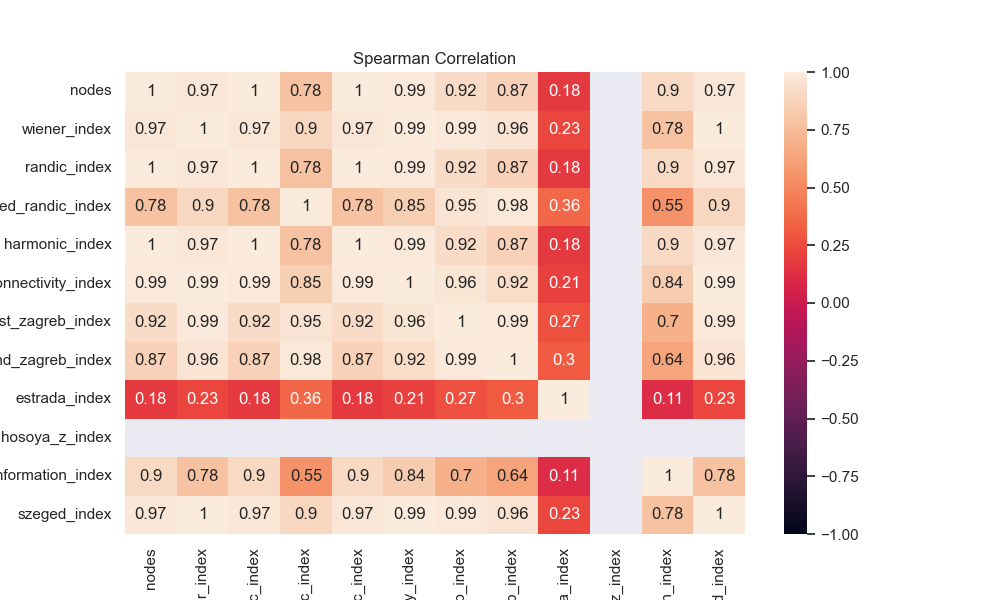 Spearman Correlation
nodes 1 0.97 1 0.78 1 0.99 0.92 0.87 0.18 0.9 0.97 1.00
wiener_index 0.97 1 0.97 0.9 0.97 0.99 0.99 0.96 0.23 0.78 1 0.75
randic_index 1 0.97 1 0.78 1 0.99 0.92 0.87 0.18 0.9 0.97
ed_randic_index 0.78 0.9 0.78 1 0.78 0.85 0.95 0.98 0.36 0.55 0.9 0.50
harmonic_index 1 0.97 1 0.78 1 0.99 0.92 0.87 0.18 0.9 0.97 0.25
onnectivity_index 0.99 0.99 0.99 0.85 0.99 1 0.96 0.92 0.21 0.84 0.99 0.00
st_zagreb_index 0.92 0.99 0.92 0.95 0.92 0.96 1 0.99 0.27 0.7 0.99
nd_zagreb_index 0.87 0.96 0.87 0.98 0.87 0.92 0.99 1 0.3 0.64 0.96 −0.25
estrada_index 0.18 0.23 0.18 0.36 0.18 0.21 0.27 0.3 1 0.11 0.23 −0.50
hosoya_z_index
nformation_index 0.9 0.78 0.9 0.55 0.9 0.84 0.7 0.64 0.11 1 0.78 −0.75
szeged_index 0.97 1 0.97 0.9 0.97 0.99 0.99 0.96 0.23 0.78 1 −1.00
nodes
r_index
c_index
c_index
c_index
y_index
b_index
b_index
a_index
z_index
n_index
d_index